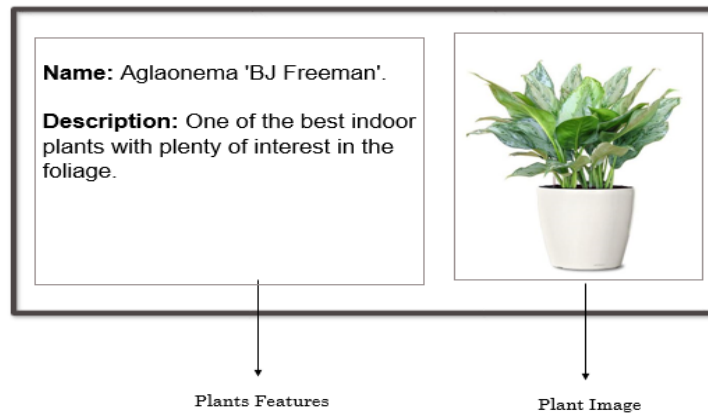 Name: Aglaonema 'BJ Freeman'.
Description: One of the best indoor
plants with plenty of interest in the
foliage.
Plants Features
Plant Image